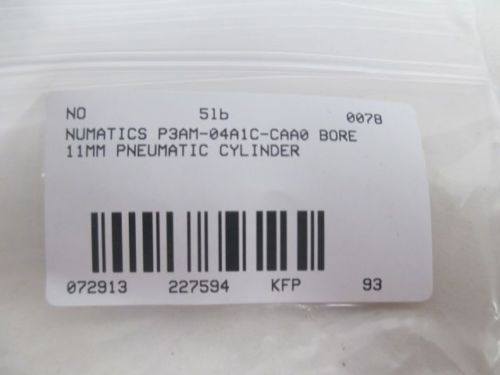 NO 51b 0078
NUMATICS P3AM-04A1C-CAA0 BORE
11MM PNEUMATIC CYLINDER
072913 227594 KFP 93